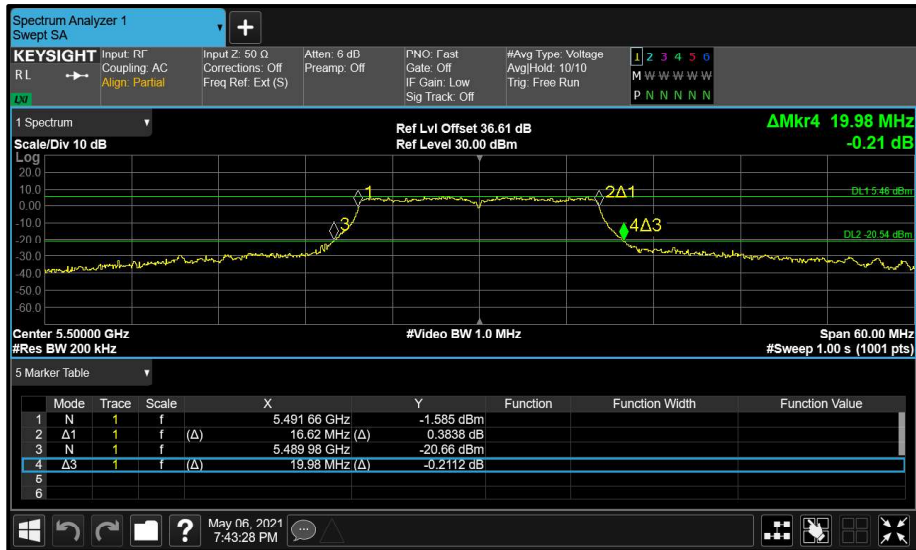 Spectrum Analyzer 1
Swept SA
+
KEYSIGHT
RL
LXI
Input: RF
Coupling: AC
Align: Partial
Input Z: 50 Ω
Corrections: Off
Freq Ref: Ext (S)
Atten: 6 dB
Preamp: Off
PNO: Fast
Gate: Off
IF Gain: Low
Sig Track: Off
#Avg Type: Voltage
Avg|Hold: 10/10
Trig: Free Run
1 2 3 4 5 6
M W W W W W
P N N N N N
1 Spectrum
Scale/Div 10 dB
Ref Lvl Offset 36.61 dB
Ref Level 30.00 dBm
ΔMkr4 19.98 MHz
-0.21 dB
Log
20.0
10.0
0.00
-10.0
-20.0
-30.0
-40.0
-50.0
-60.0
1
2Δ1
3
4Δ3
DL1 5.46 dBm
DL2 -20.54 dBm
Center 5.50000 GHz
#Res BW 200 kHz
#Video BW 1.0 MHz
Span 60.00 MHz
#Sweep 1.00 s (1001 pts)
5 Marker Table
Mode Trace Scale X Y Function Function Width Function Value
1 N 1 f 5.491 66 GHz -1.585 dBm
2 Δ1 1 f (Δ) 16.62 MHz (Δ) 0.3838 dB
3 N 1 f 5.489 98 GHz -20.66 dBm
4 Δ3 1 f (Δ) 19.98 MHz (Δ) -0.2112 dB
5
6
?
May 06, 2021
7:43:28 PM